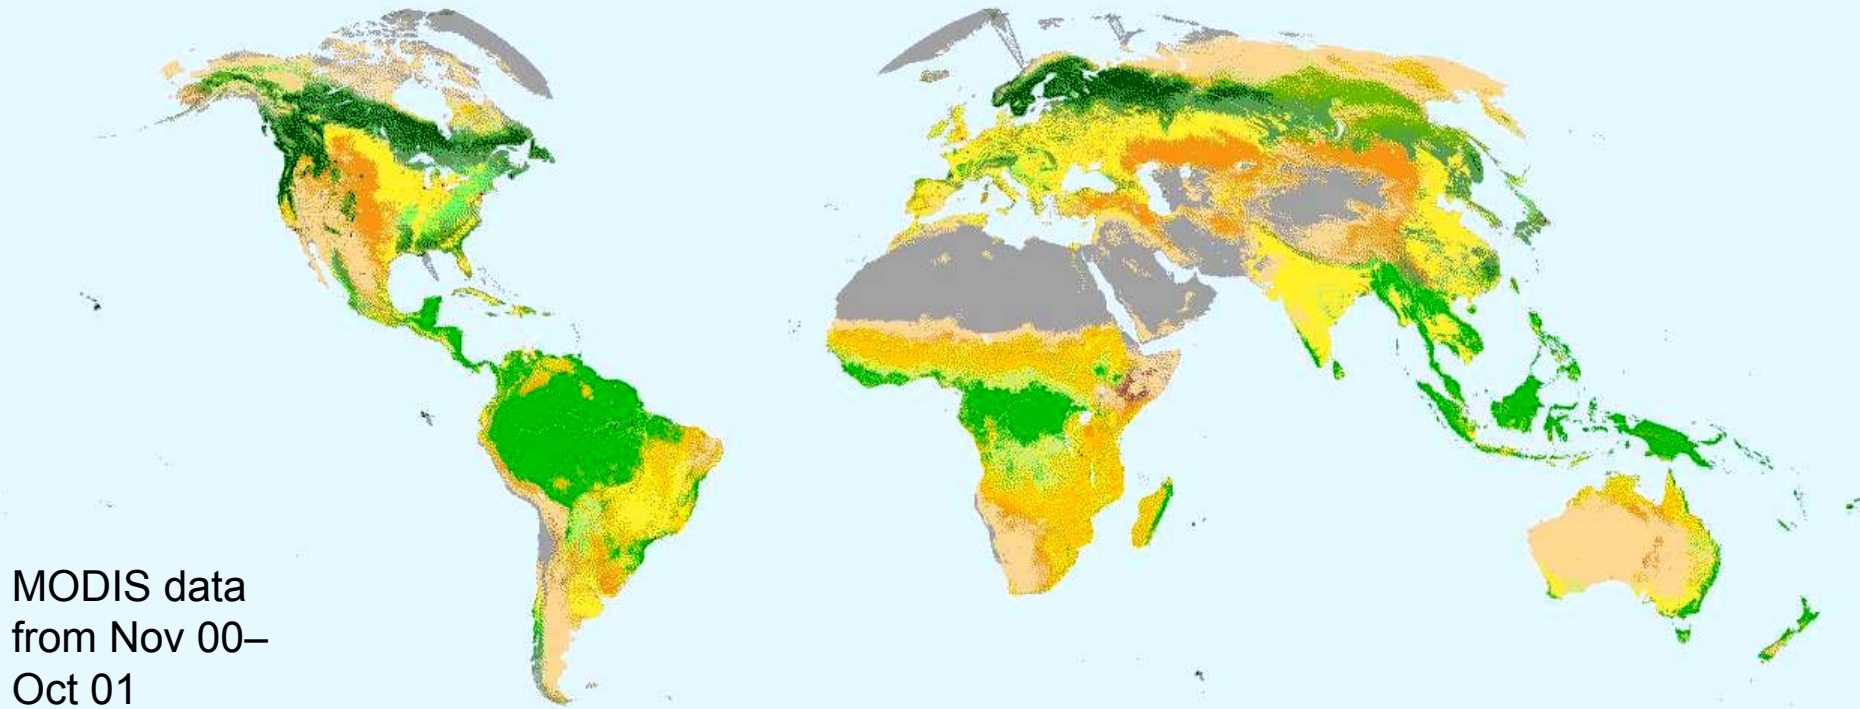 MODIS data
from Nov 00–
Oct 01